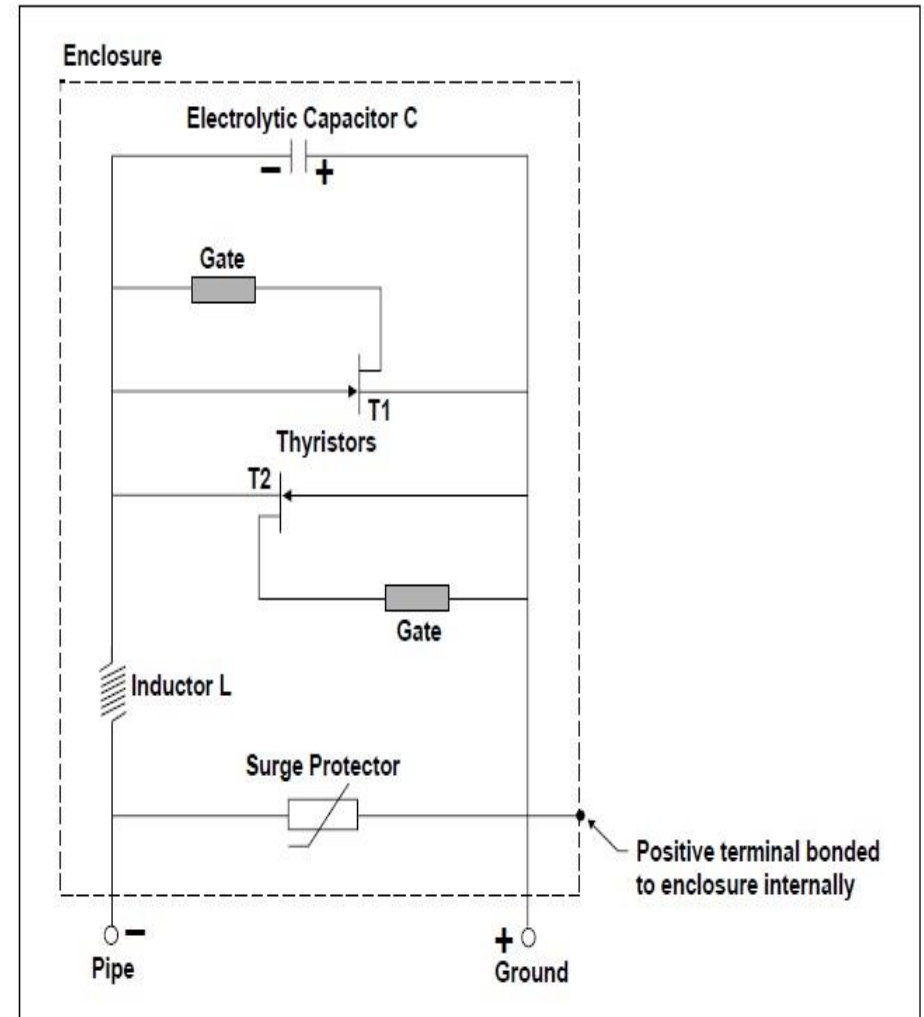 Enclosure
Electrolytic Capacitor C
− +
Gate
T1
Thyristors
T2
Gate
Inductor L
Surge Protector
Positive terminal bonded
to enclosure internally
− +
Pipe
Ground